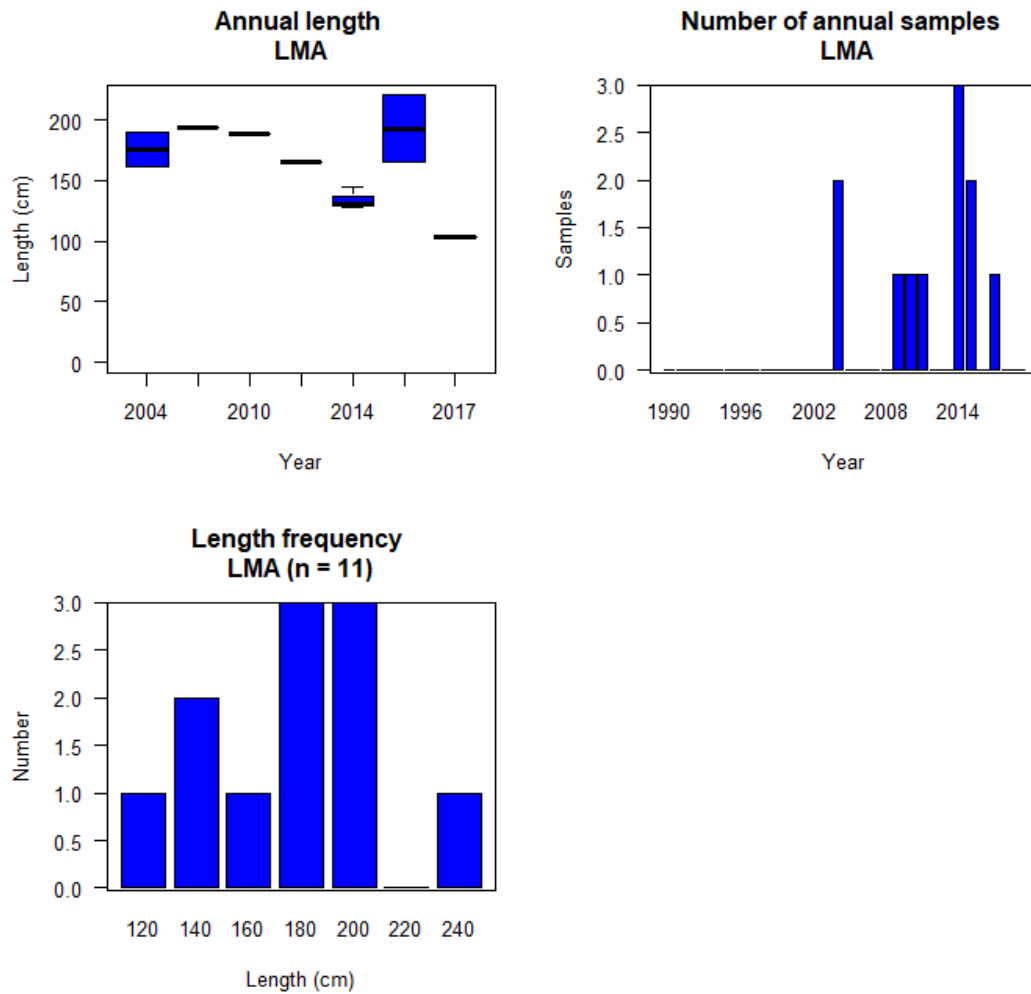 Annual length
LMA
Length (cm)
200
150
100
50
0
2004
2010
2014
2017
Year
Number of annual samples
LMA
Samples
3.0
2.5
2.0
1.5
1.0
0.5
0.0
1990
1996
2002
2008
2014
Year
Length frequency
LMA (n = 11)
Number
3.0
2.5
2.0
1.5
1.0
0.5
0.0
120
140
160
180
200
220
240
Length (cm)